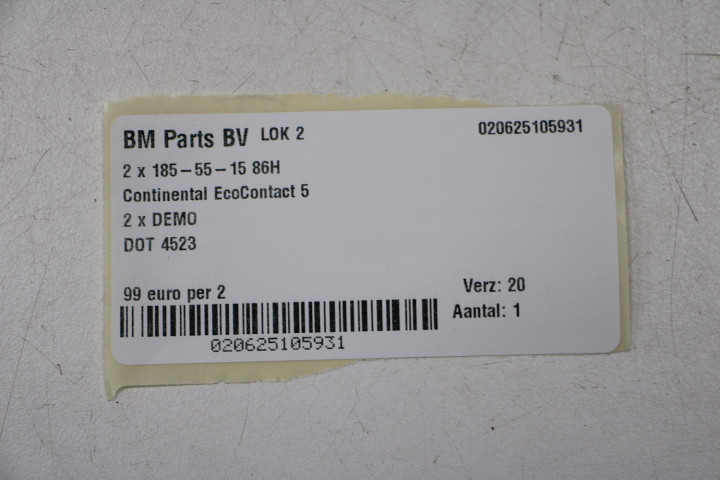 BM Parts BV LOK 2 020625105931
2 x 185-55-15 86H
Continental EcoContact 5
2 x DEMO
DOT 4523
99 euro per 2 Verz: 20
Aantal: 1
020625105931